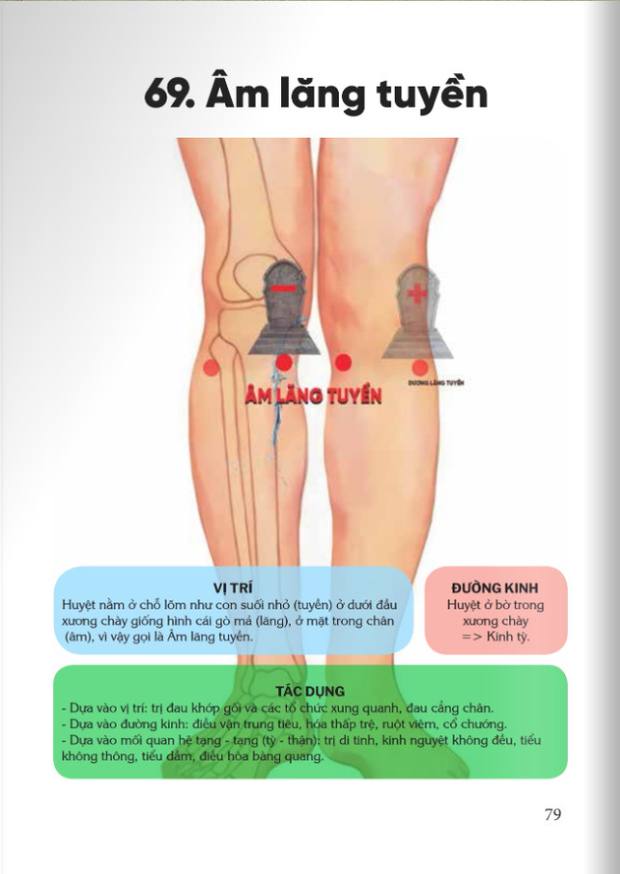 69. Âm lăng tuyền
ÂM LĂNG TUYỀN
DƯƠNG LĂNG TUYỀN
VỊ TRÍ
Huyệt nằm ở chỗ lõm như con suối nhỏ (tuyền) ở dưới đầu
xương chày giống hình cái gò mả (lăng), ở mặt trong chân
(âm), vì vậy gọi là Âm lăng tuyền.
ĐƯỜNG KINH
Huyệt ở bờ trong
xương chày
=> Kinh tỳ.
TÁC DỤNG
- Dựa vào vị trí: trị đau khớp gối và các tổ chức xung quanh, đau cẳng chân.
- Dựa vào đường kinh: điều vận trung tiêu, hóa thấp trệ, ruột viêm, cổ chướng.
- Dựa vào mối quan hệ tạng - tạng (tỳ - thận): trị di tinh, kinh nguyệt không đều, tiểu
không thông, tiểu dầm, điều hòa bàng quang.
79